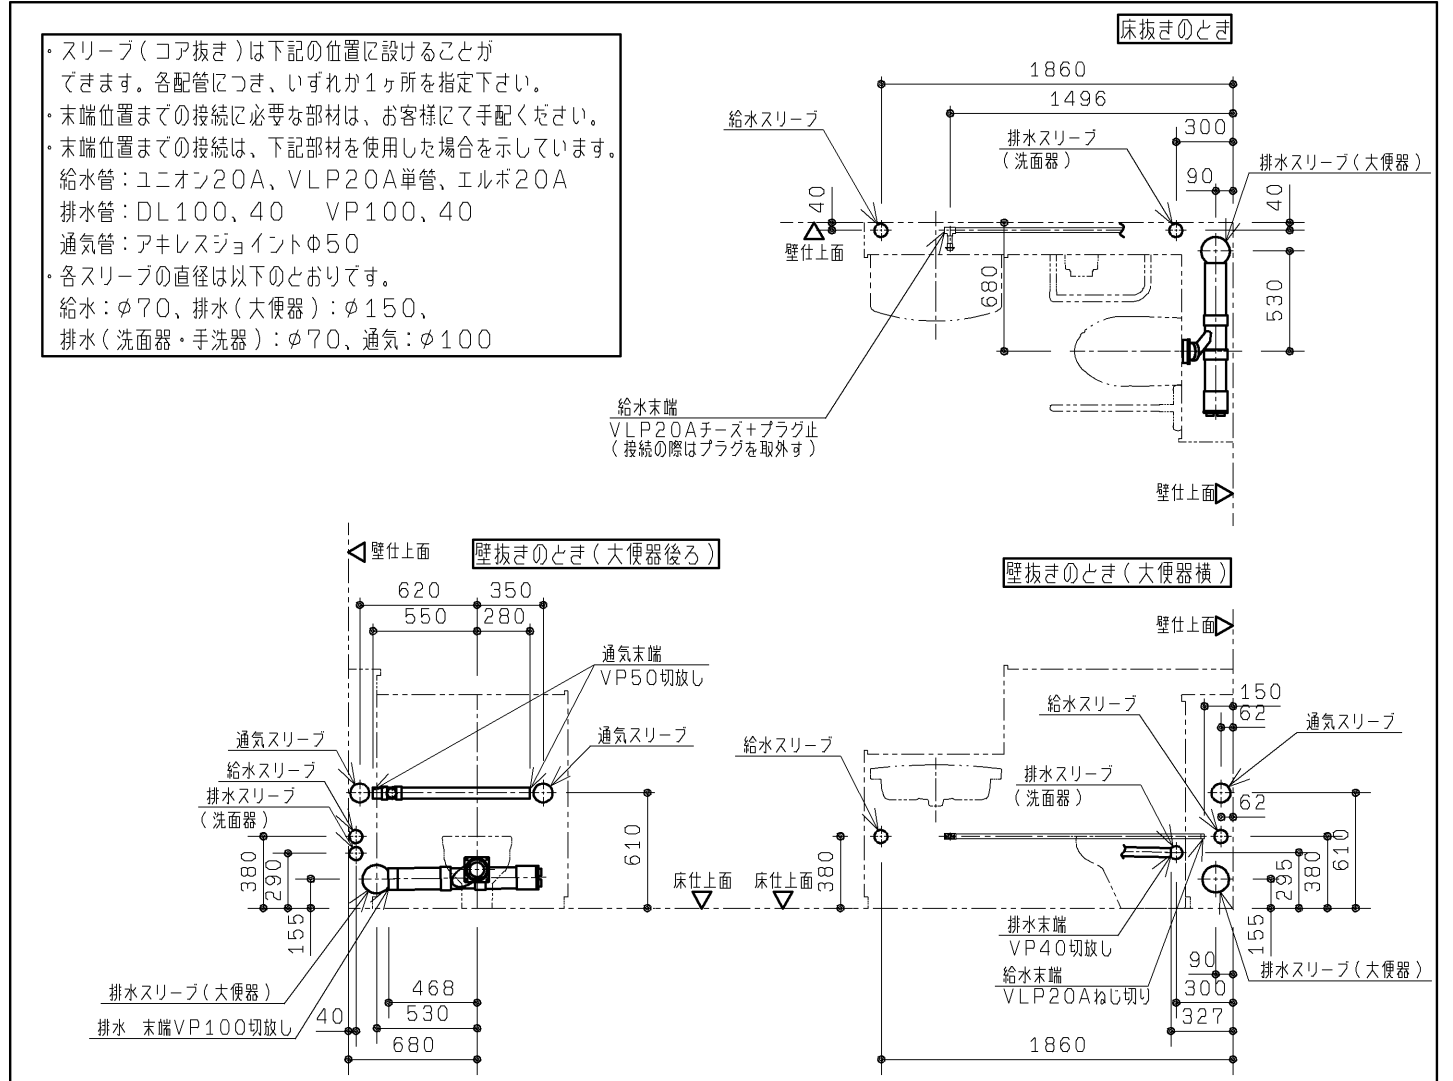 ・スリーブ(コア抜き)は下記の位置に設けることが
できます。各配管につき、いずれか1ヶ所を指定下さい。
・末端位置までの接続に必要な部材は、お客様にて手配ください。
・末端位置までの接続は、下記部材を使用した場合を示しています。
給水管:ユニオン20A、VLP20A単管、エルボ20A
排水管:DL100、40 VP100、40
通気管:アキレスジョイントΦ50
・各スリーブの直径は以下のとおりです。
給水:φ70、排水(大便器):φ150、
排水(洗面器・手洗器):φ70、通気:φ100
床抜きのとき
1860
1496
300
90
40
40
給水スリーブ
排水スリーブ
(洗面器)
排水スリーブ(大便器)
壁仕上面
680
530
給水末端
VLP20Aチーズ+プラグ止
(接続の際はプラグを取外す)
壁仕上面
壁仕上面
壁抜きのとき(大便器後ろ)
620
350
550
280
通気末端
VP50切放し
通気スリーブ
通気スリーブ
給水スリーブ
排水スリーブ
(洗面器)
380
290
155
610
床仕上面
排水スリーブ(大便器)
排水 末端VP100切放し
468
530
40
680
壁抜きのとき(大便器横)
壁仕上面
150
62
給水スリーブ
通気スリーブ
給水スリーブ
排水スリーブ
(洗面器)
62
床仕上面
380
295
380
610
155
排水末端
VP40切放し
給水末端
VLP20Aねじ切り
排水スリーブ(大便器)
90
300
327
1860